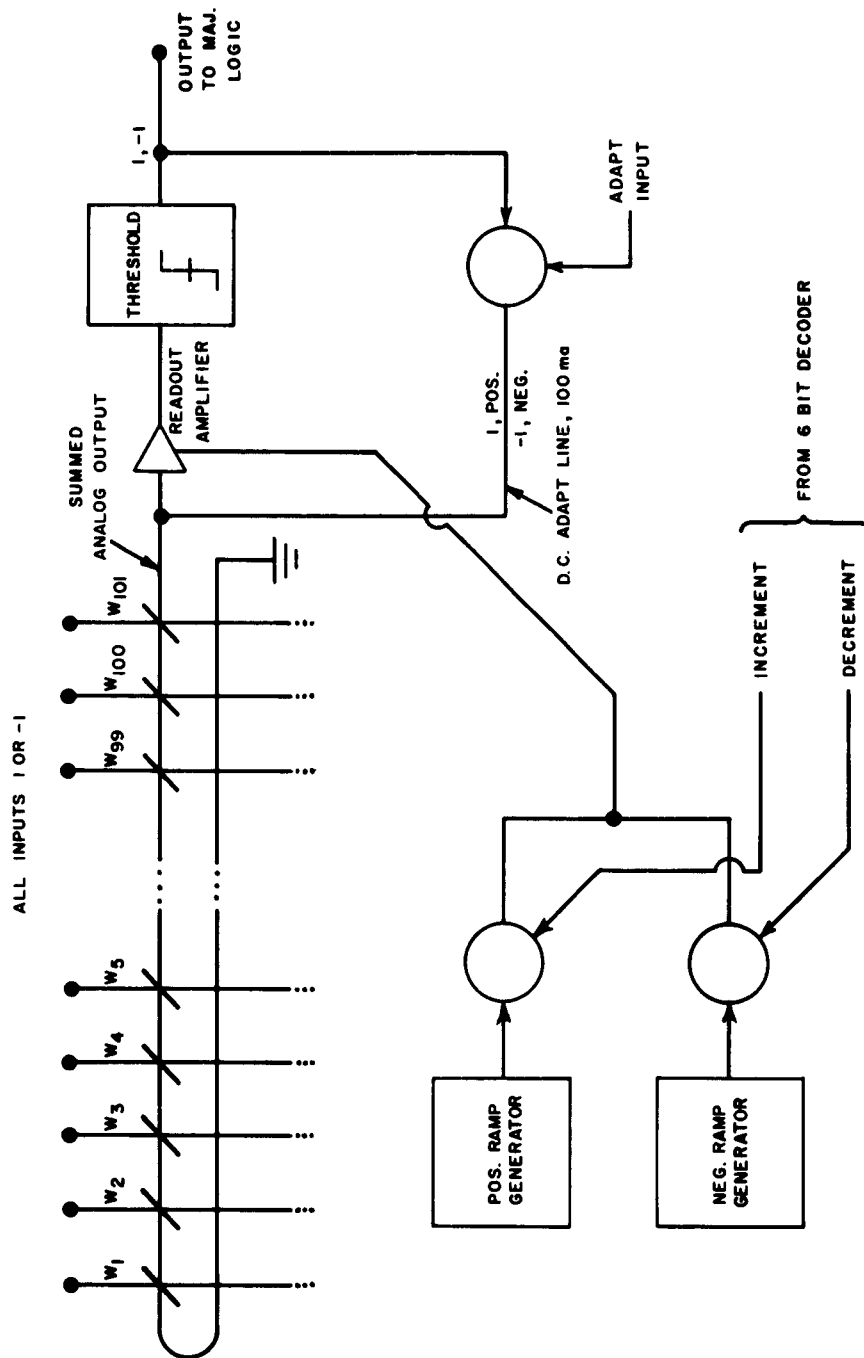 ALL INPUTS 1 OR -1
W1
W2
W3
W4
W5
W99
W100
W101
SUMMED
ANALOG OUTPUT
READOUT
AMPLIFIER
THRESHOLD
1, -1
OUTPUT
TO MAJ.
LOGIC
1, POS.
-1, NEG.
D.C. ADAPT LINE, 100 ma
ADAPT
INPUT
POS. RAMP
GENERATOR
NEG. RAMP
GENERATOR
INCREMENT
DECREMENT
FROM 6 BIT DECODER